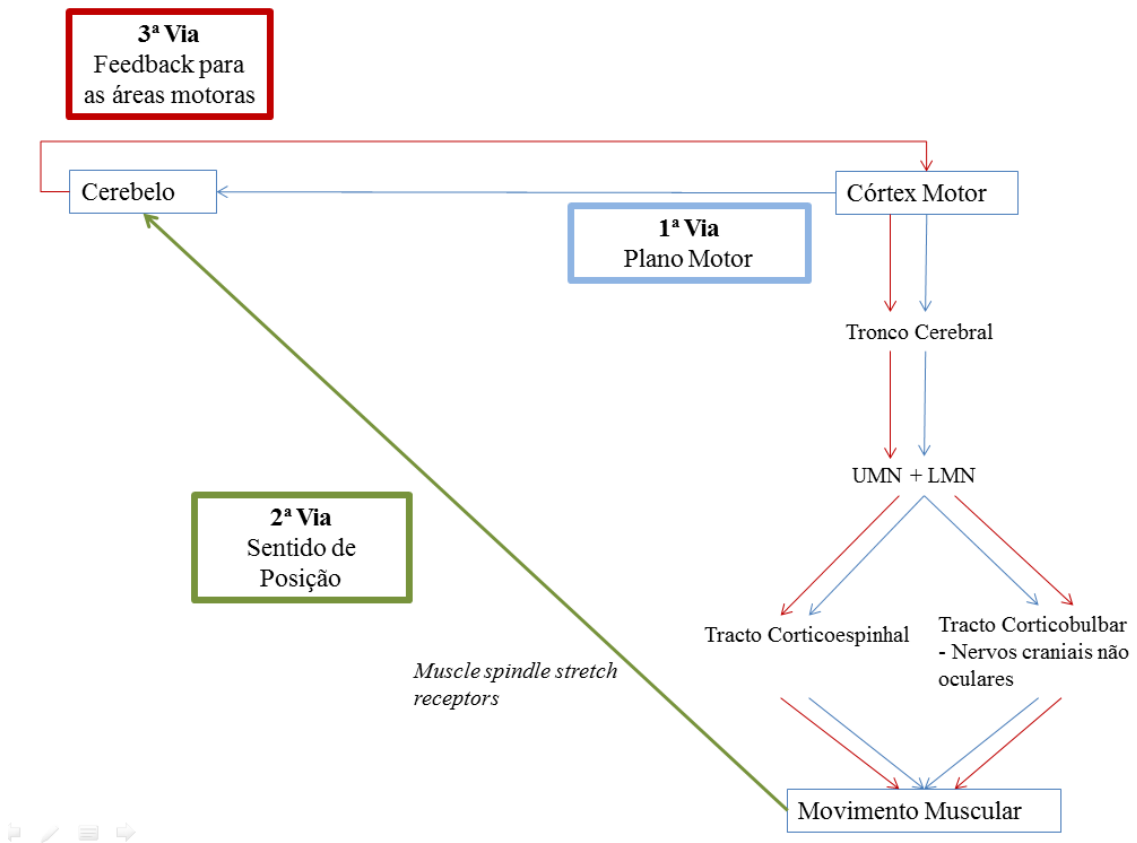 3ª Via
Feedback para
as áreas motoras
Cerebelo
Córtex Motor
1ª Via
Plano Motor
Tronco Cerebral
UMN + LMN
2ª Via
Sentido de
Posição
Tracto Corticoespinhal
Tracto Corticobulbar
- Nervos craniais não
oculares
Muscle spindle stretch
receptors
Movimento Muscular